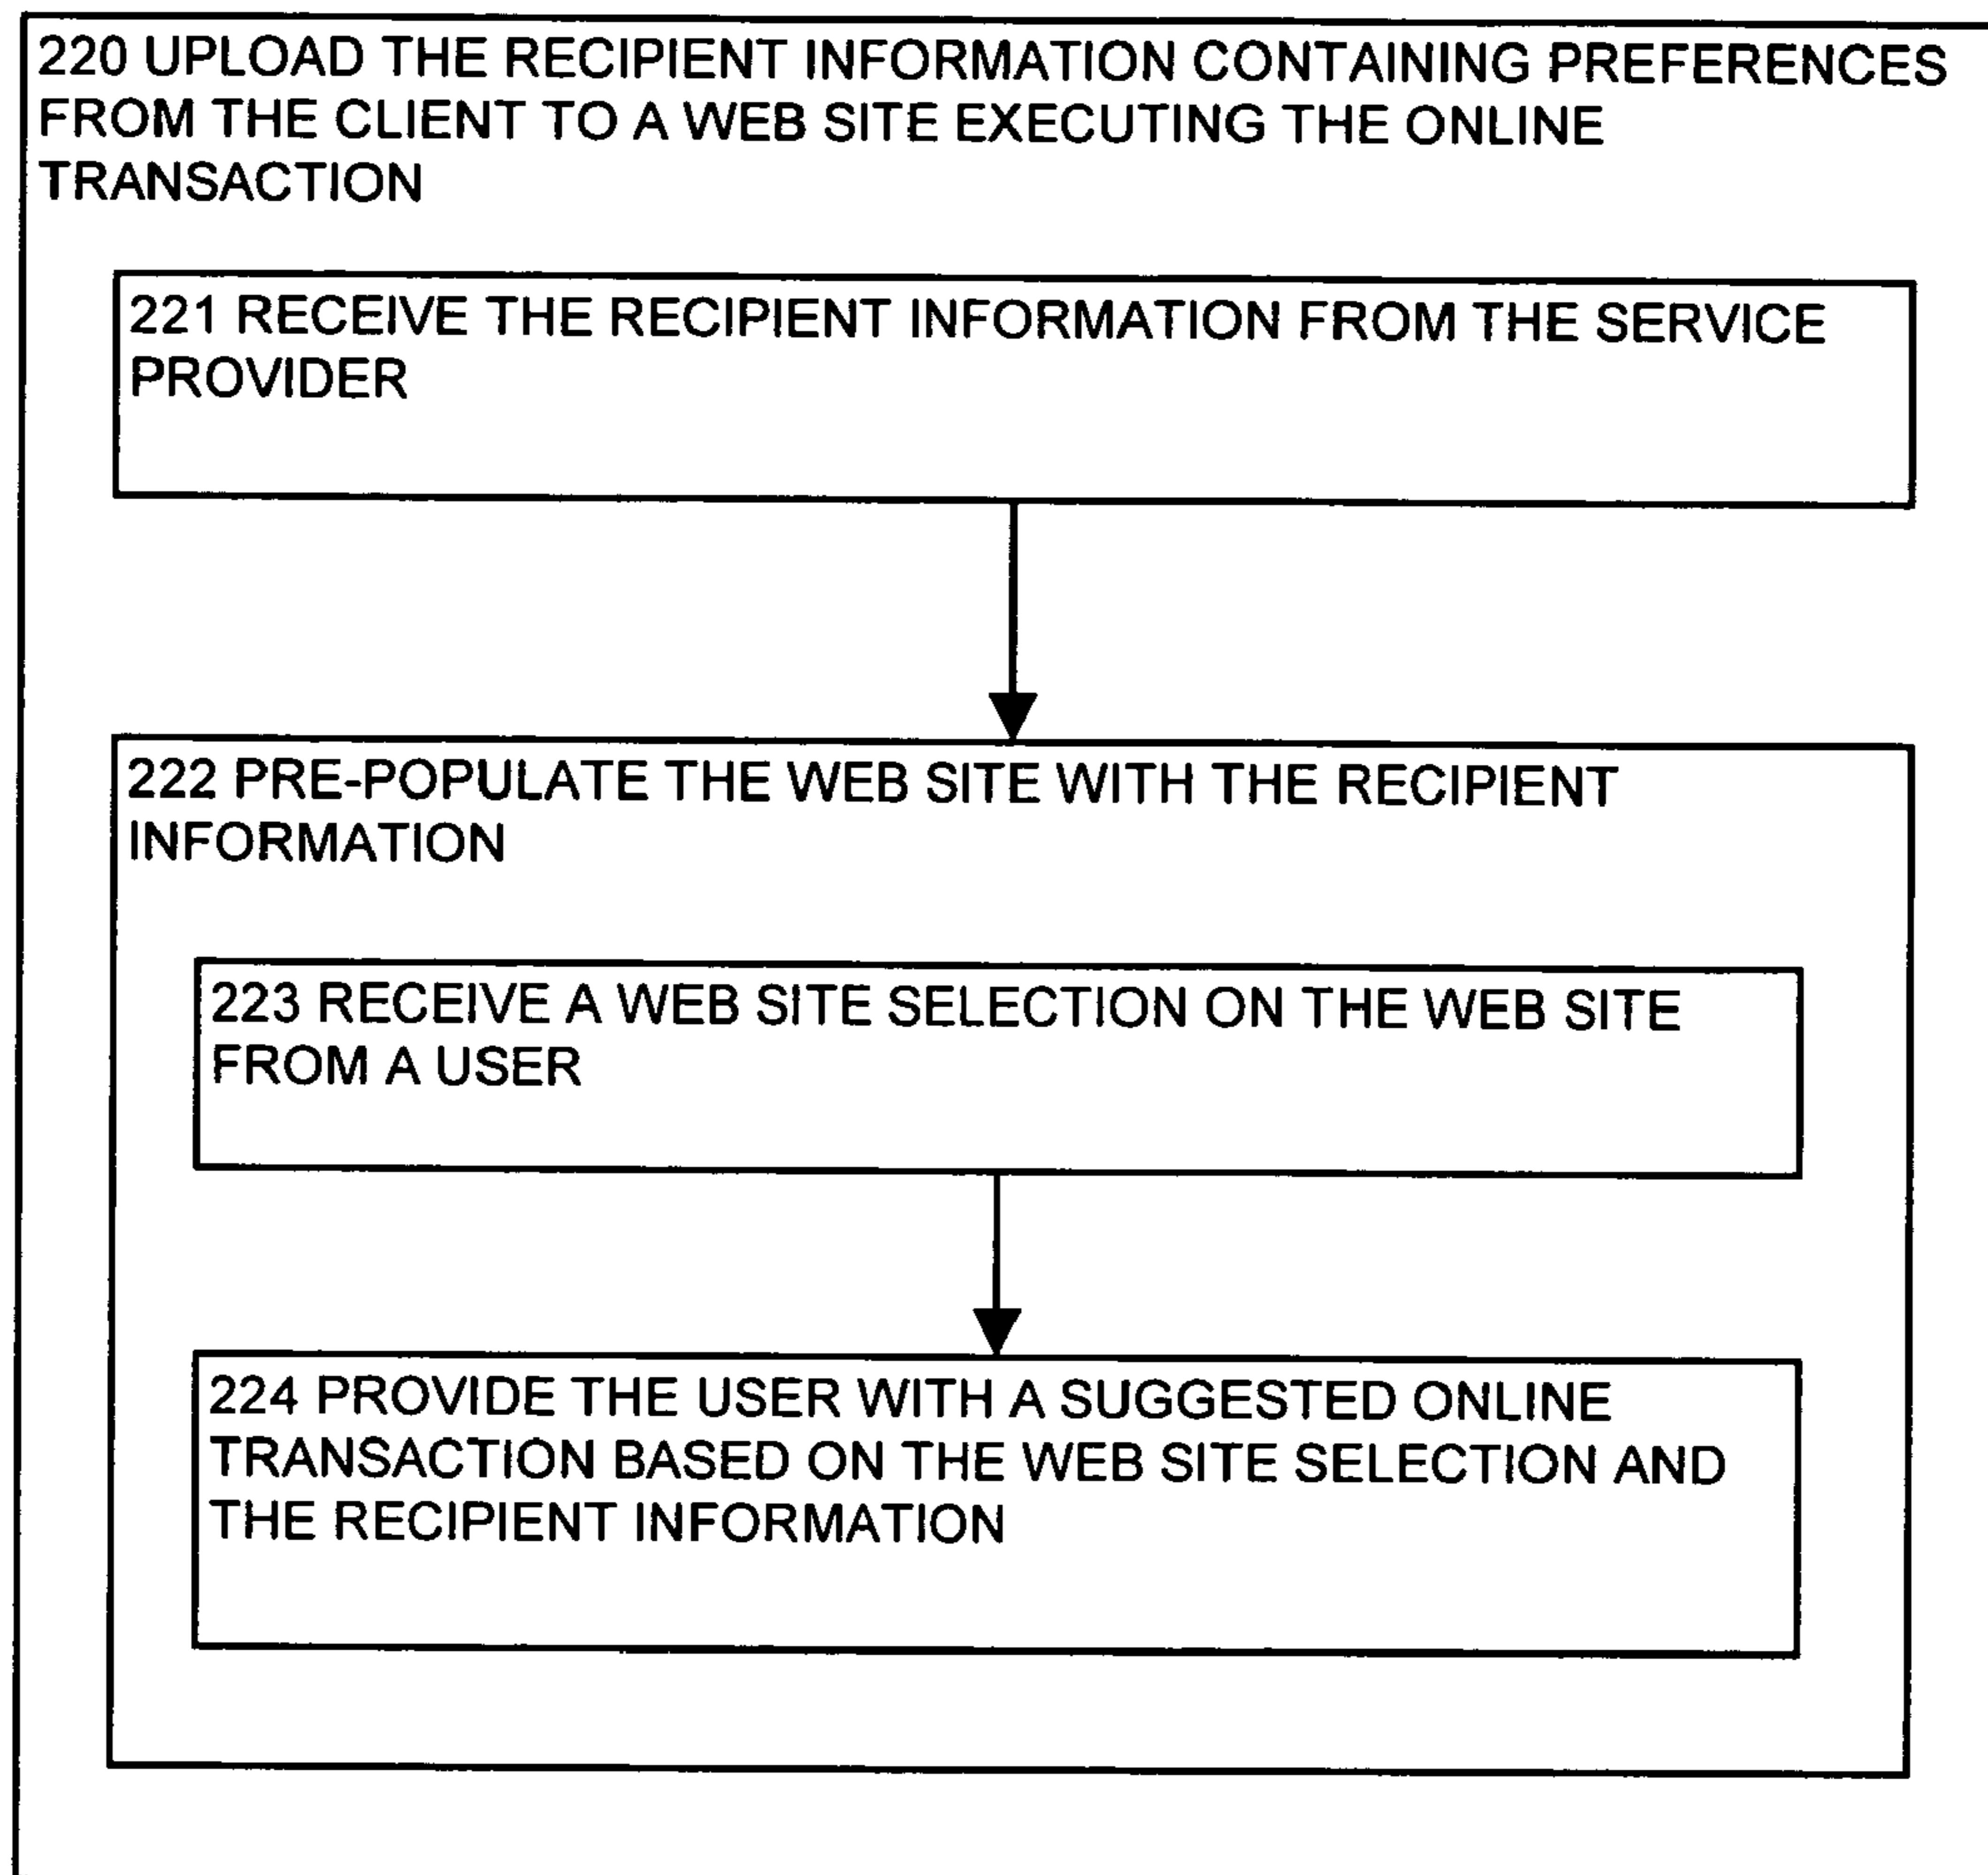 220 UPLOAD THE RECIPIENT INFORMATION CONTAINING PREFERENCES
FROM THE CLIENT TO A WEB SITE EXECUTING THE ONLINE
TRANSACTION
221 RECEIVE THE RECIPIENT INFORMATION FROM THE SERVICE
PROVIDER
222 PRE-POPULATE THE WEB SITE WITH THE RECIPIENT
INFORMATION
223 RECEIVE A WEB SITE SELECTION ON THE WEB SITE
FROM A USER
224 PROVIDE THE USER WITH A SUGGESTED ONLINE
TRANSACTION BASED ON THE WEB SITE SELECTION AND
THE RECIPIENT INFORMATION